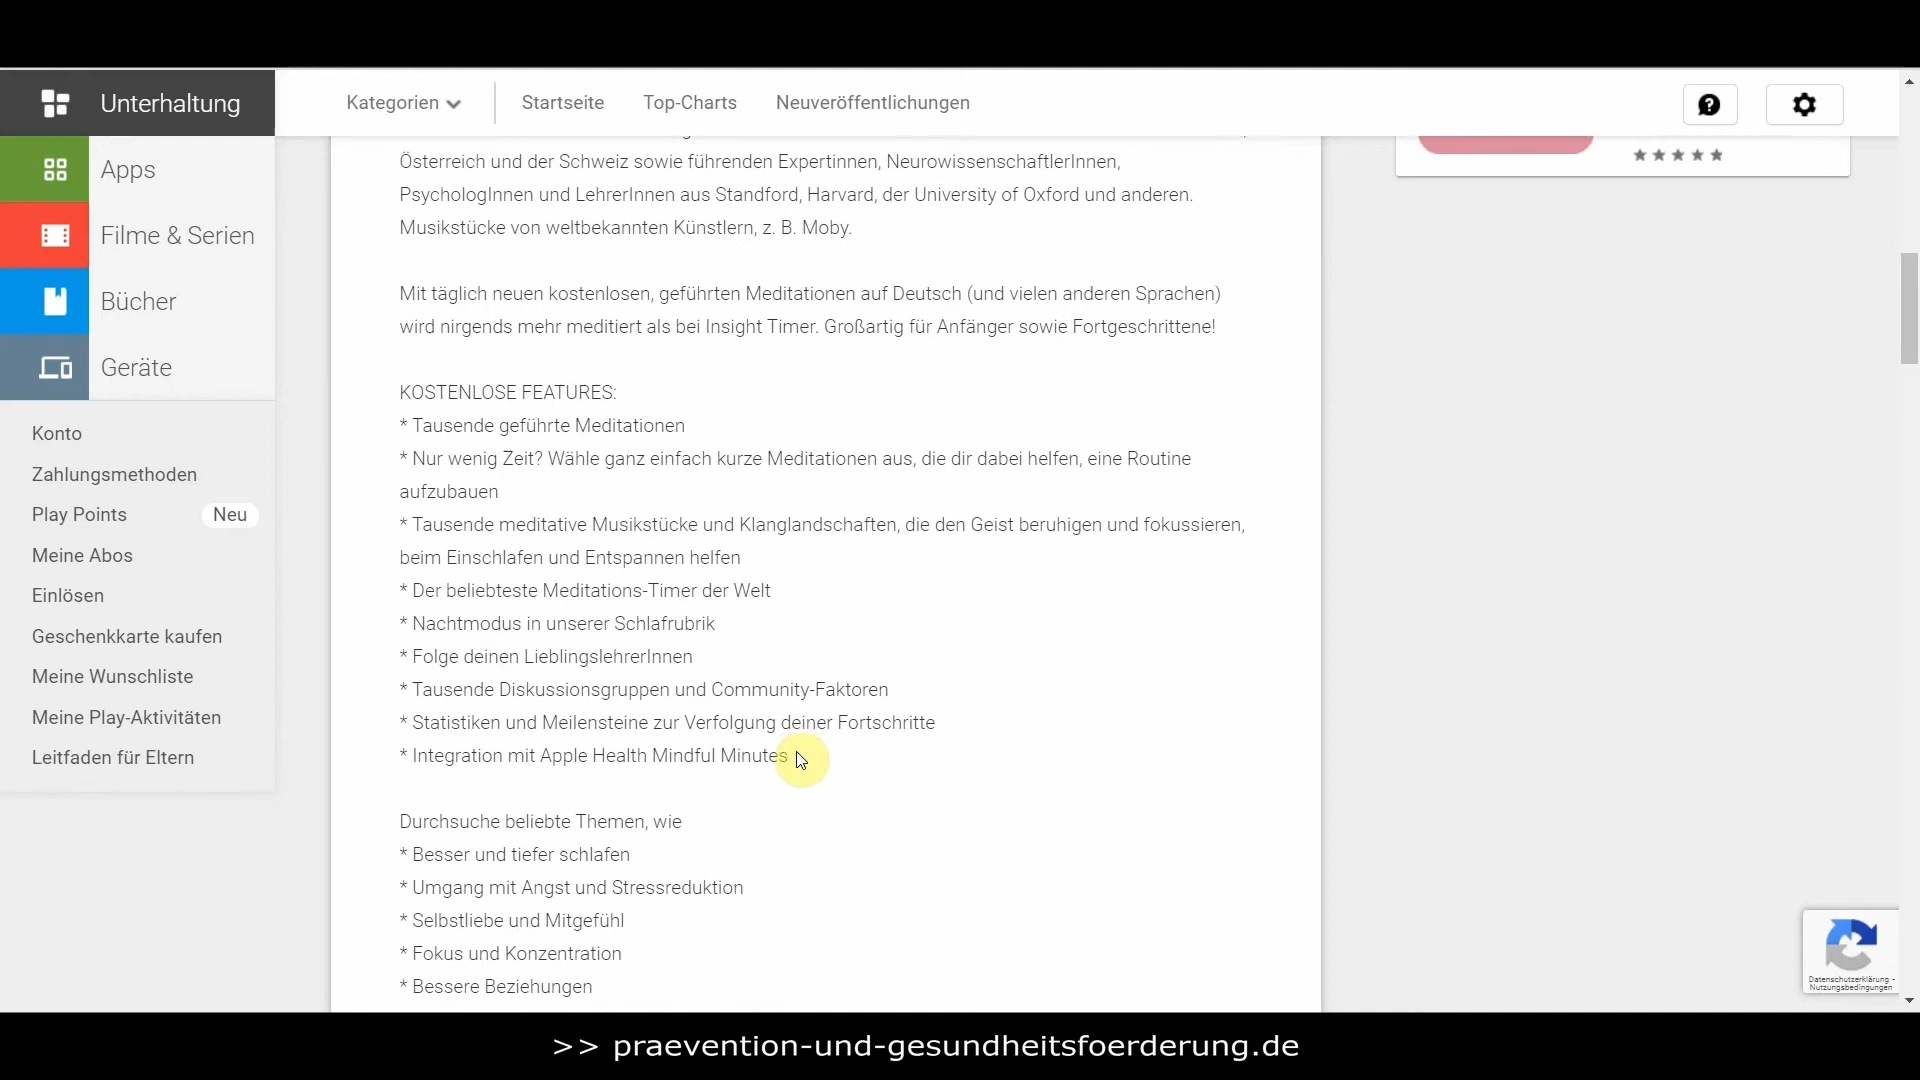 Unterhaltung
Kategorien
Startseite
Top-Charts
Neuveröffentlichungen
Apps
Filme & Serien
Bücher
Geräte
Konto
Zahlungsmethoden
Play Points
Neu
Meine Abos
Einlösen
Geschenkkarte kaufen
Meine Wunschliste
Meine Play-Aktivitäten
Leitfaden für Eltern
Österreich und der Schweiz sowie führenden Expertinnen, NeurowissenschaftlerInnen,
PsychologInnen und LehrerInnen aus Standford, Harvard, der University of Oxford und anderen.
Musikstücke von weltbekannten Künstlern, z. B. Moby.
Mit täglich neuen kostenlosen, geführten Meditationen auf Deutsch (und vielen anderen Sprachen)
wird nirgends mehr meditiert als bei Insight Timer. Großartig für Anfänger sowie Fortgeschrittene!
KOSTENLOSE FEATURES:
* Tausende geführte Meditationen
* Nur wenig Zeit? Wähle ganz einfach kurze Meditationen aus, die dir dabei helfen, eine Routine
aufzubauen
* Tausende meditative Musikstücke und Klanglandschaften, die den Geist beruhigen und fokussieren,
beim Einschlafen und Entspannen helfen
* Der beliebteste Meditations-Timer der Welt
* Nachtmodus in unserer Schlafrubrik
* Folge deinen LieblingslehrerInnen
* Tausende Diskussionsgruppen und Community-Faktoren
* Statistiken und Meilensteine zur Verfolgung deiner Fortschritte
* Integration mit Apple Health Mindful Minutes
Durchsuche beliebte Themen, wie
* Besser und tiefer schlafen
* Umgang mit Angst und Stressreduktion
* Selbstliebe und Mitgefühl
* Fokus und Konzentration
* Bessere Beziehungen
Datenschutzerklärung -
Nutzungsbedingungen
>> praevention-und-gesundheitsfoerderung.de